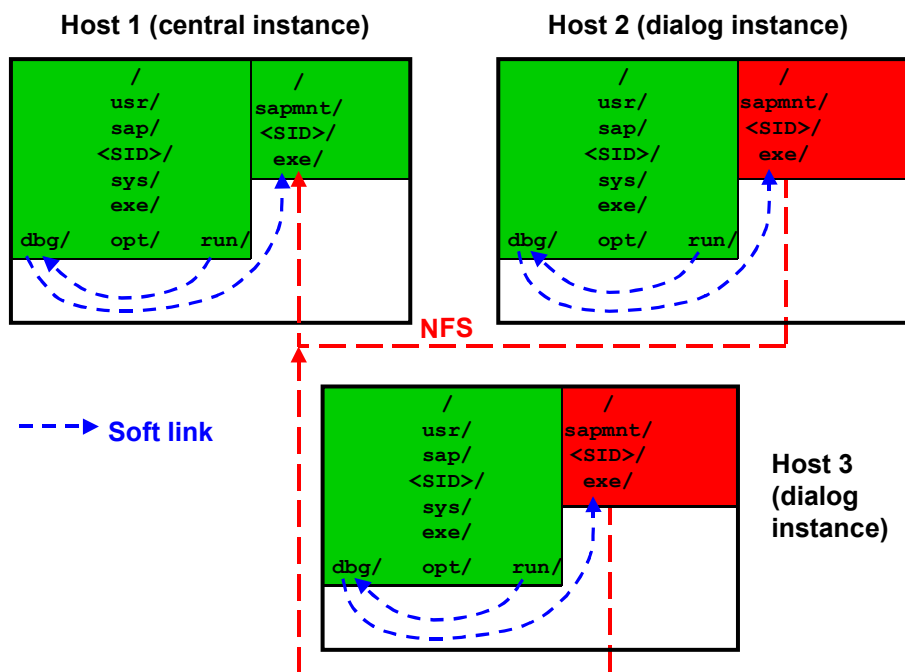 Host 1 (central instance)
/
usr/
sap/
<SID>/
sys/
exe/
dbg/ opt/ run/
/
sapmnt/
<SID>/
exe/
Host 2 (dialog instance)
/
usr/
sap/
<SID>/
sys/
exe/
dbg/ opt/ run/
/
sapmnt/
<SID>/
exe/
NFS
Soft link
/
usr/
sap/
<SID>/
sys/
exe/
dbg/ opt/ run/
/
sapmnt/
<SID>/
exe/
Host 3
(dialog
instance)